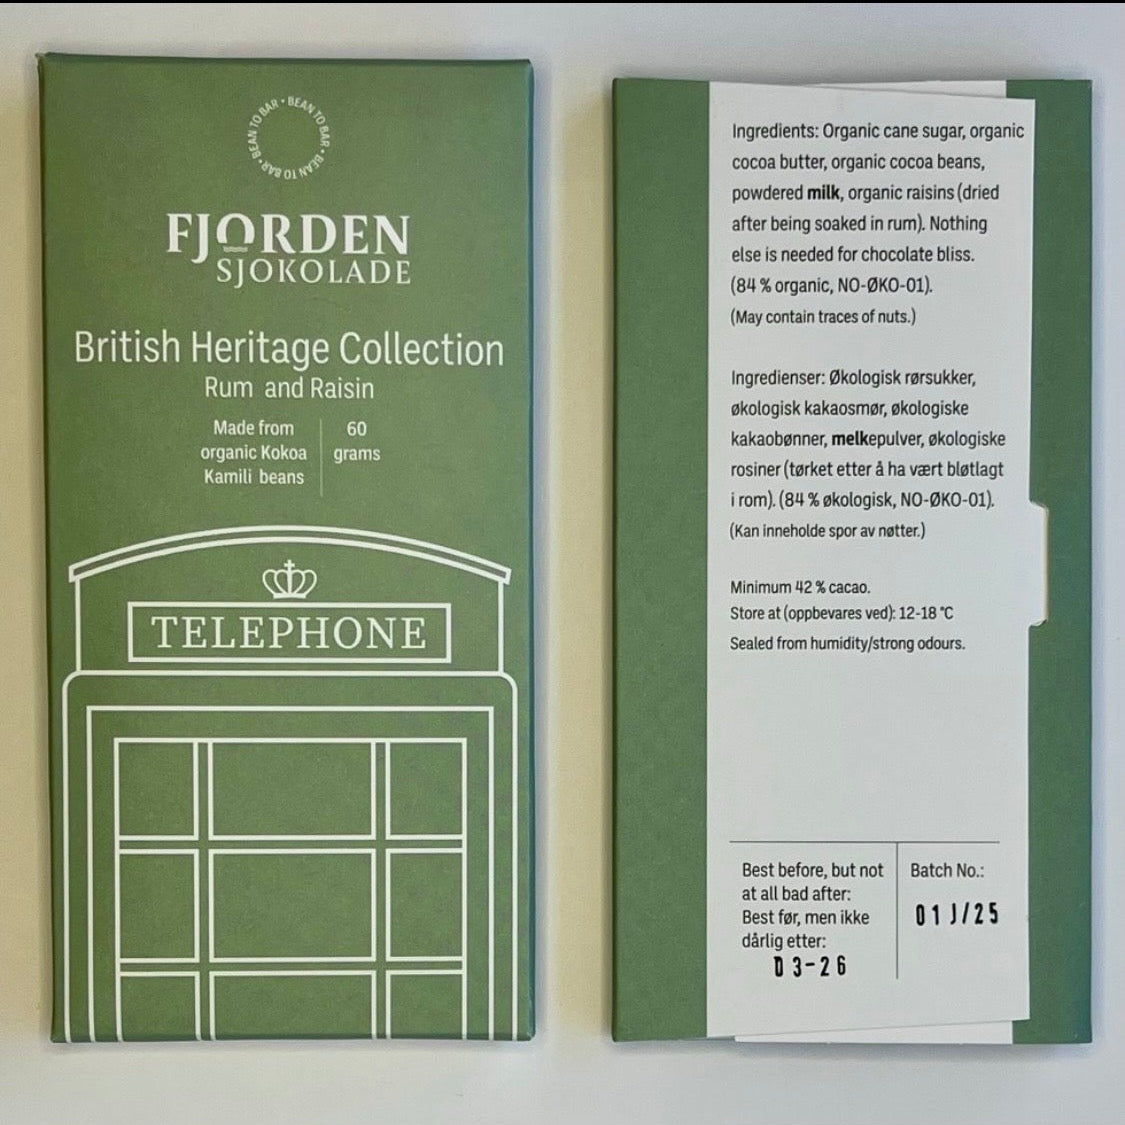 BEAN TO BAR • BEAN TO BAR • BEAN TO BAR • BEAN TO BAR •
FJORDEN
SJOKOLADE
British Heritage Collection
Rum and Raisin
Made from
organic Kokoa
Kamili beans
60
grams
TELEPHONE
Ingredients: Organic cane sugar, organic
cocoa butter, organic cocoa beans,
powdered milk, organic raisins (dried
after being soaked in rum). Nothing
else is needed for chocolate bliss.
(84 % organic, NO-ØKO-01).
(May contain traces of nuts.)
Ingredienser: Økologisk rørsukker,
økologisk kakaosmør, økologiske
kakaobønner, melkepulver, økologiske
rosiner (tørket etter å ha vært bløtlagt
i rom). (84 % økologisk, NO-ØKO-01).
(Kan inneholde spor av nøtter.)
Minimum 42 % cacao.
Store at (oppbevares ved): 12-18 °C
Sealed from humidity/strong odours.
Best before, but not
at all bad after:
Best før, men ikke
dårlig etter:
03-26
Batch No.:
01J/25